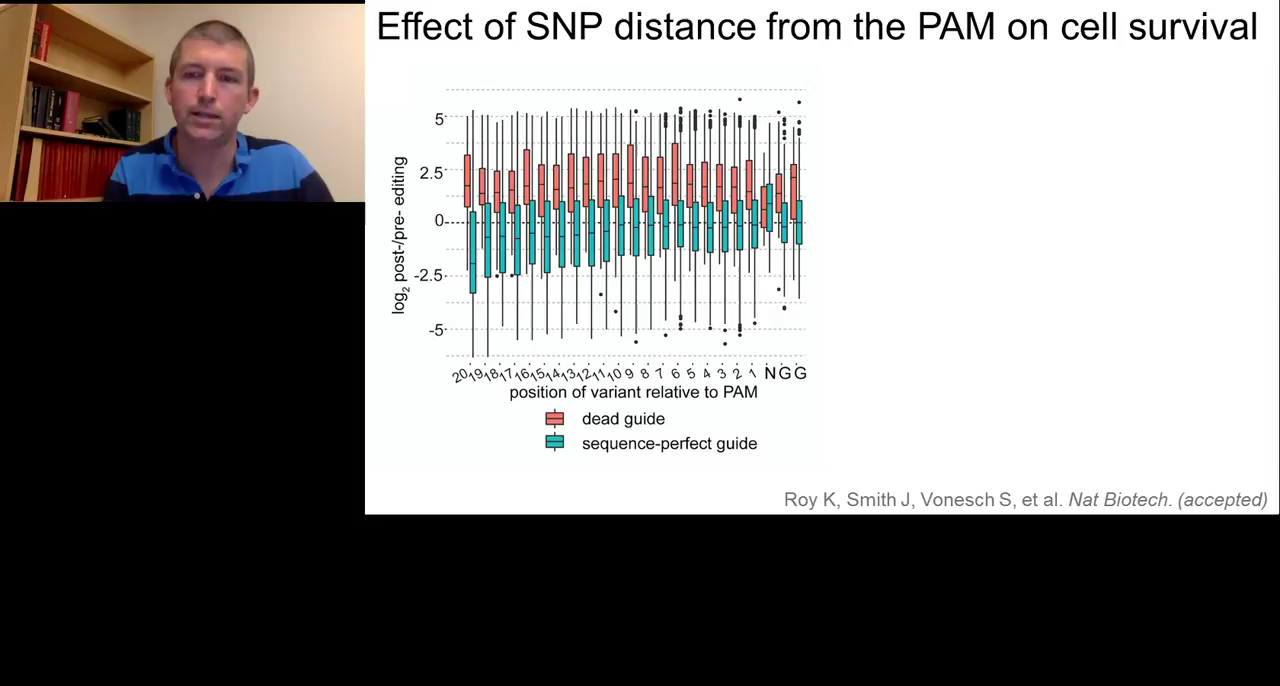 Effect of SNP distance from the PAM on cell survival
log2 post-/pre- editing
5
2.5
0
-2.5
-5
20 19 18 17 16 15 14 13 12 11 10 9 8 7 6 5 4 3 2 1 N G G
position of variant relative to PAM
dead guide
sequence-perfect guide
Roy K, Smith J, Vonesch S, et al. Nat Biotech. (accepted)